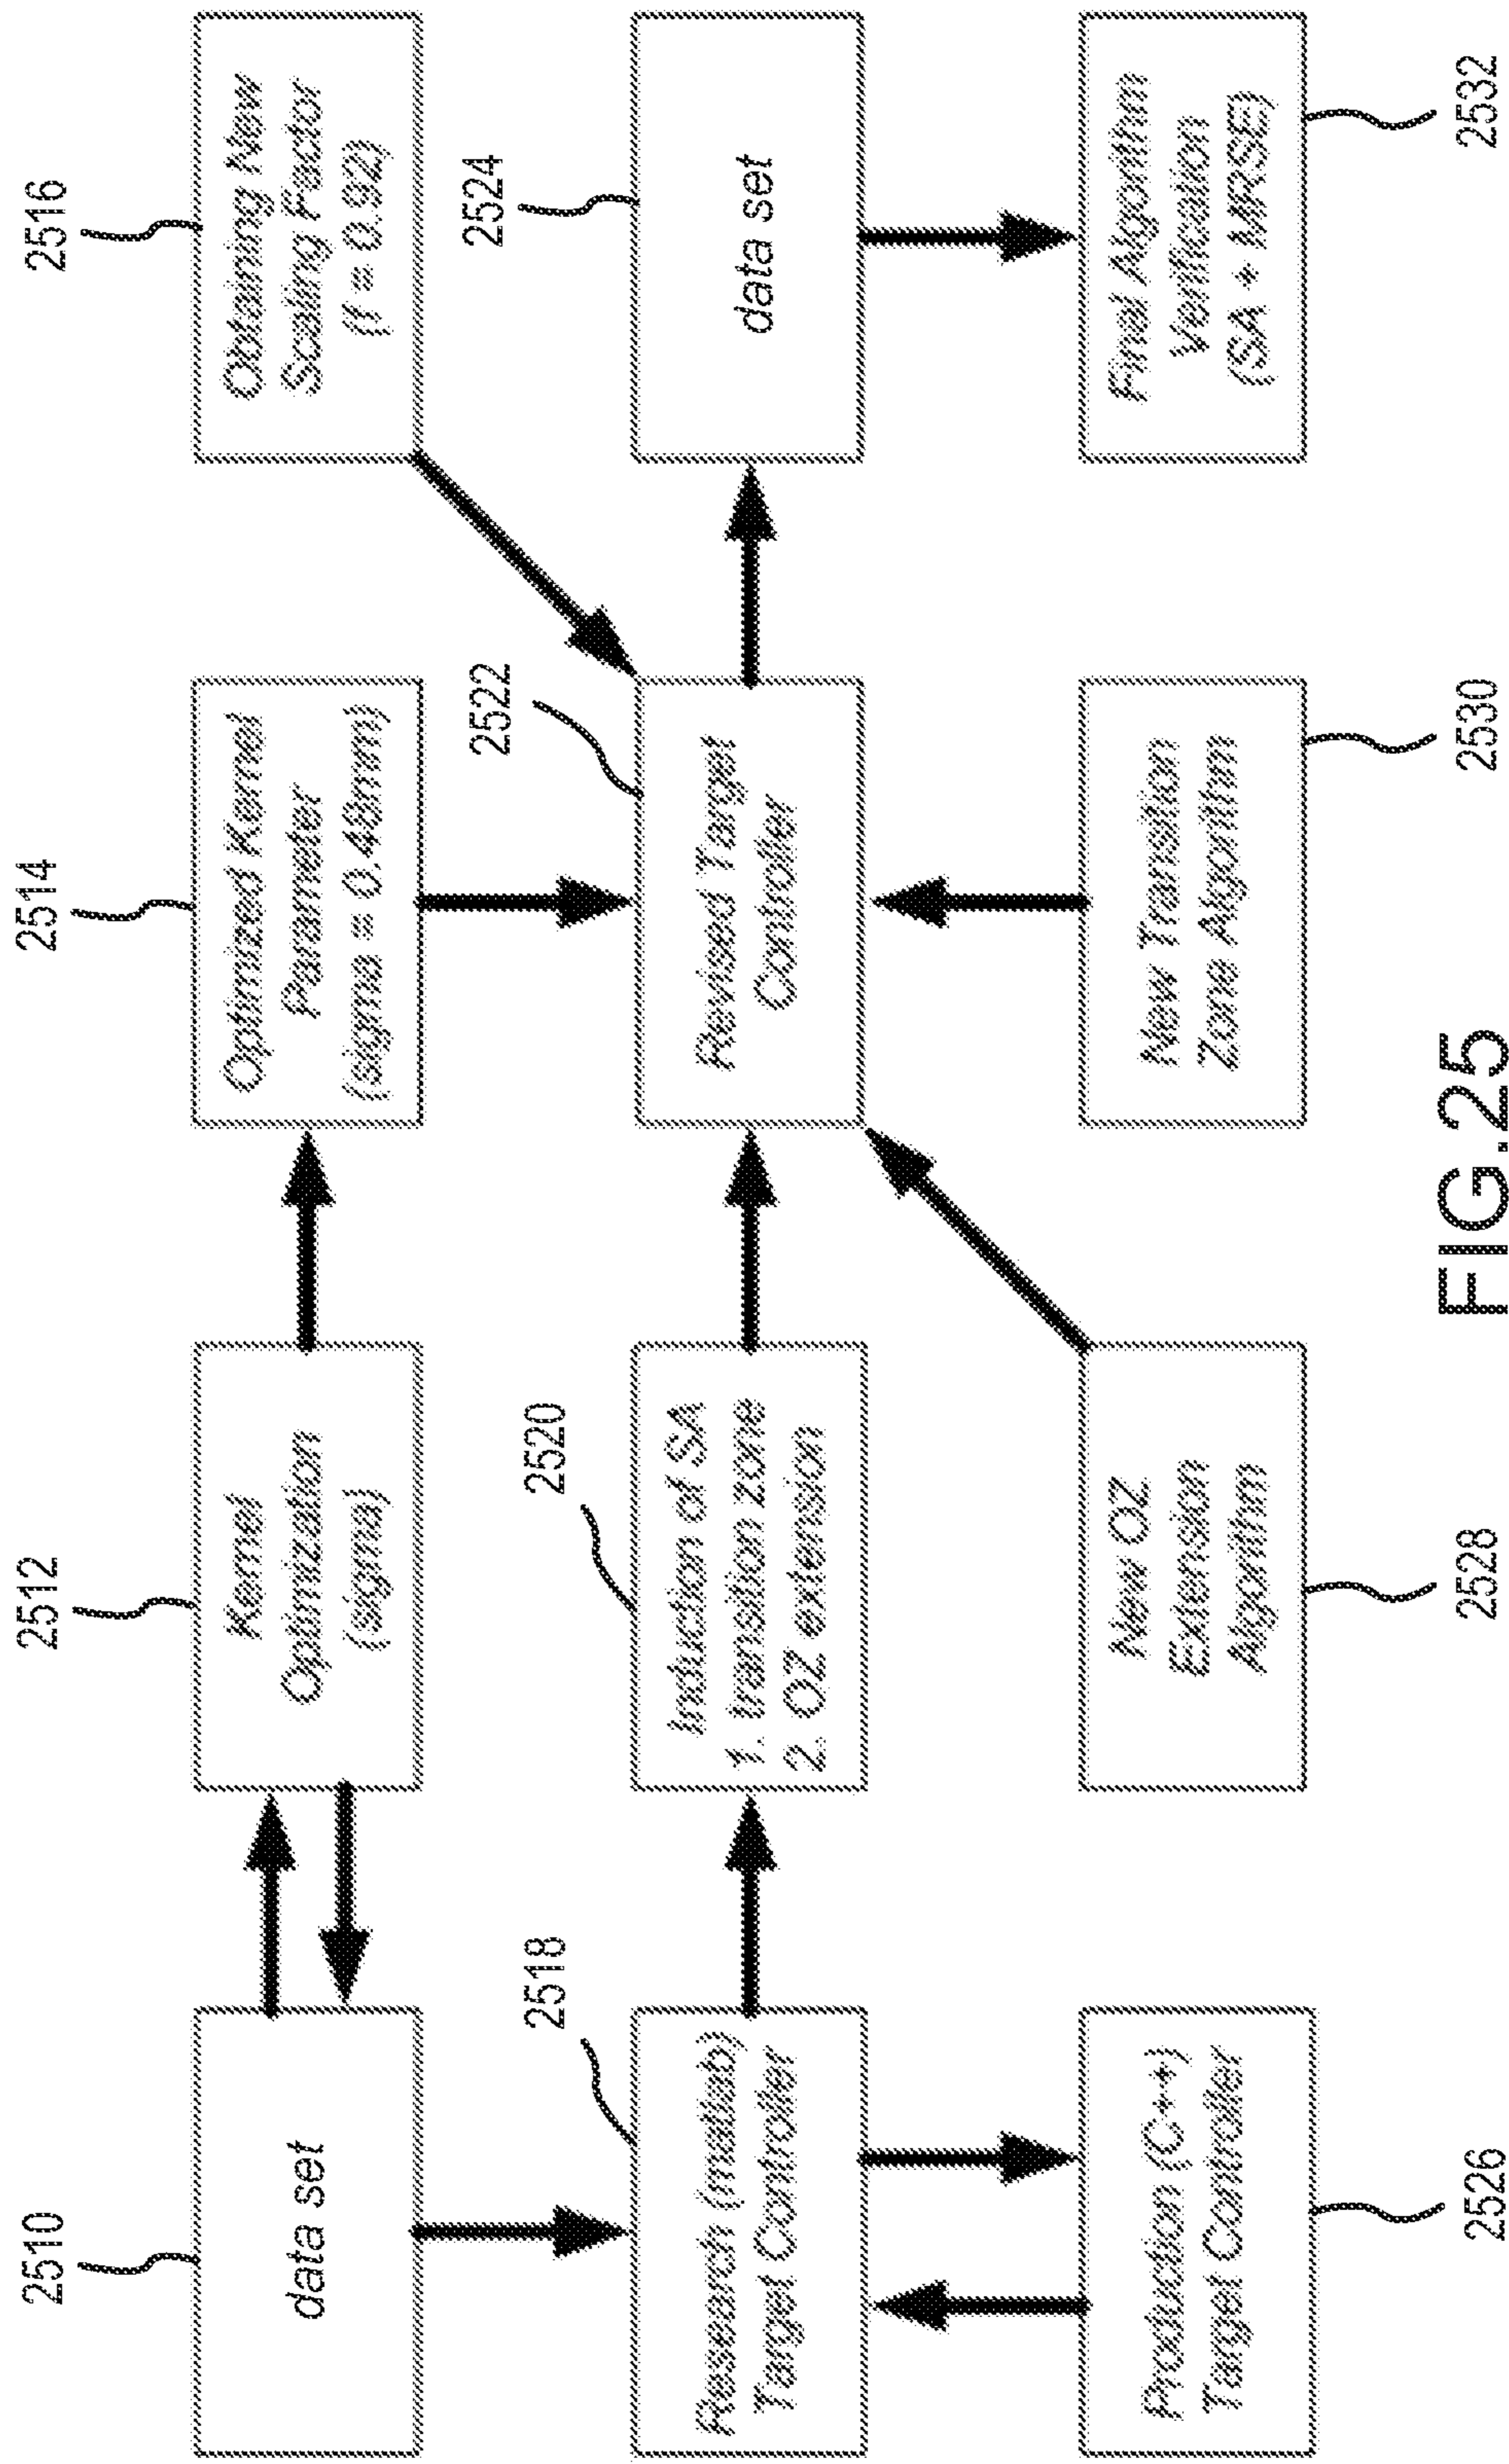 2510
data set
2512
Kernel
Optimization
(sigma)
2514
Optimized Kernel
Parameter
(sigma = 0.48mm)
2516
Obtaining New
Scaling Factor
(f = 0.92)
2518
Research (matlab)
Target Controller
2520
Induction of SA
1. transition zone
2. OZ extension
2522
Revised Target
Controller
2524
data set
Production (C++)
Target Controller
2526
New OZ
Extension
Algorithm
2528
New Transition
Zone Algorithm
2530
Final Algorithm
Verification
(SA + MRSE)
2532
FIG.25